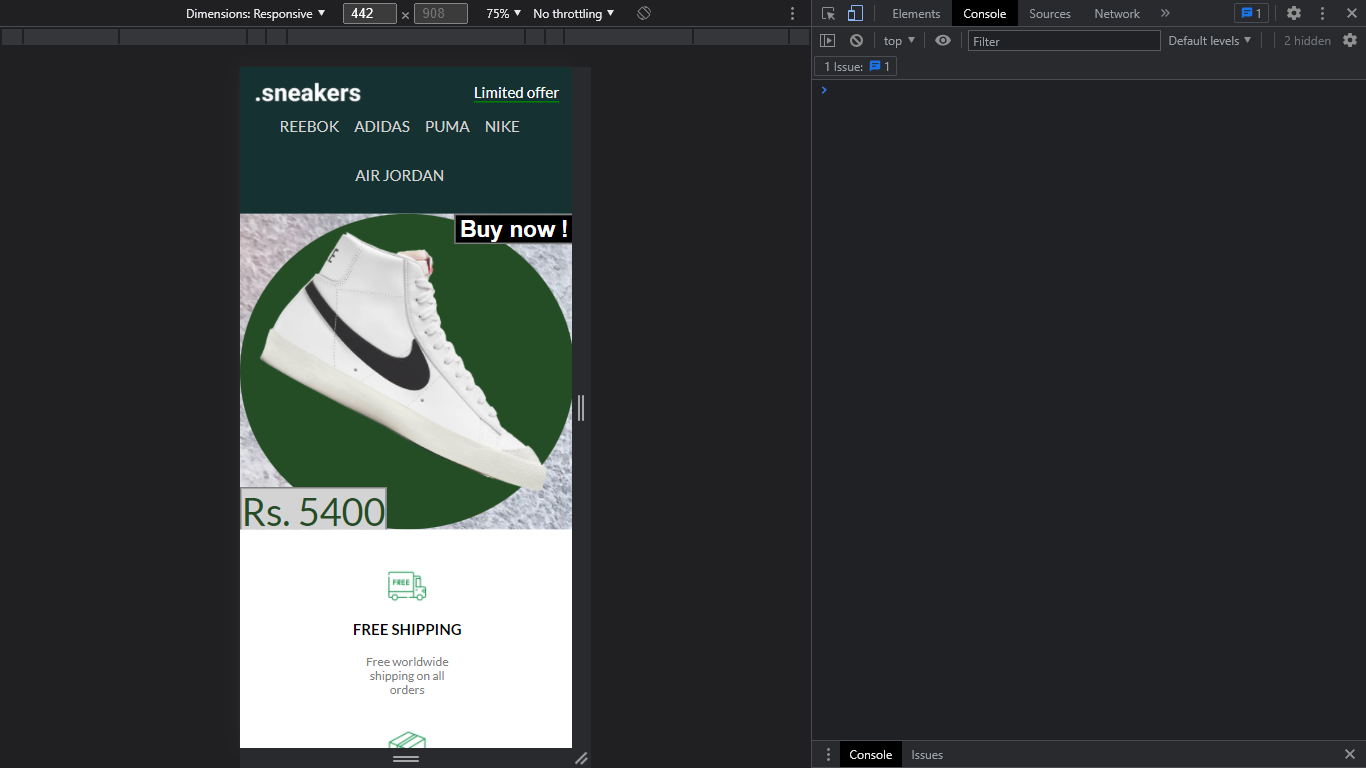 Dimensions: Responsive ▼ 442 × 908 75% ▼ No throttling ▼
Elements Console Sources Network » 1
top ▼ Filter Default levels ▼ 2 hidden
1 Issue: 1
.sneakers Limited offer
REEBOK ADIDAS PUMA NIKE
AIR JORDAN
Buy now !
Rs. 5400
FREE
FREE SHIPPING
Free worldwide
shipping on all
orders
Console Issues